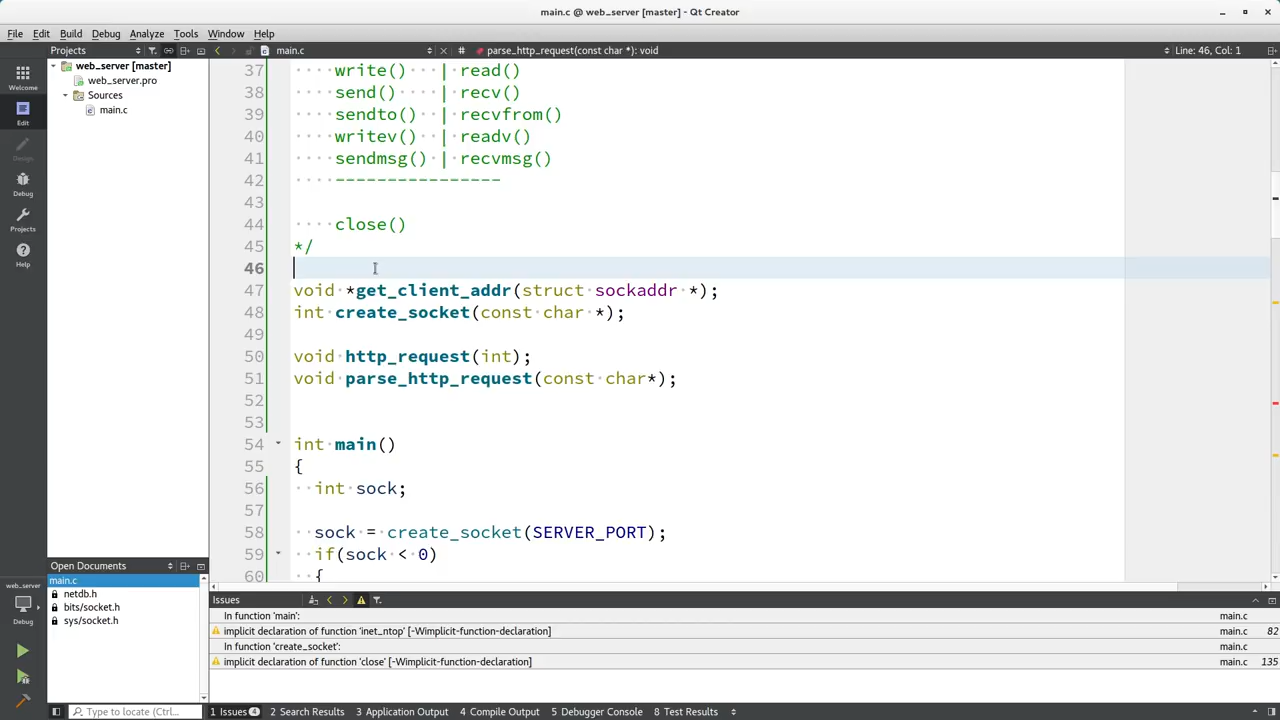 main.c @ web_server [master] - Qt Creator
File Edit Build Debug Analyze Tools Window Help
Projects
main.c
# parse_http_request(const char *): void
Line: 46, Col: 1
Welcome
Edit
Design
Debug
Projects
Help
web_server
Debug
web_server [master]
web_server.pro
Sources
main.c
37 ····write()···|·read()
38 ····send()····|·recv()
39 ····sendto()··|·recvfrom()
40 ····writev()··|·readv()
41 ····sendmsg()·|·recvmsg()
42 ····----------------
43
44 ····close()
45 */
46
47 void·*get_client_addr(struct·sockaddr·*);
48 int·create_socket(const·char·*);
49
50 void·http_request(int);
51 void·parse_http_request(const·char*);
52
53
54 int·main()
55 {
56 ··int·sock;
57
58 ··sock·=·create_socket(SERVER_PORT);
59 ··if(sock·<·0)
60 ··{
Open Documents
main.c
netdb.h
bits/socket.h
sys/socket.h
Issues
In function 'main': main.c
implicit declaration of function 'inet_ntop' [-Wimplicit-function-declaration] main.c 82
In function 'create_socket': main.c
implicit declaration of function 'close' [-Wimplicit-function-declaration] main.c 135
Type to locate (Ctrl...
1 Issues 4 2 Search Results 3 Application Output 4 Compile Output 5 Debugger Console 8 Test Results